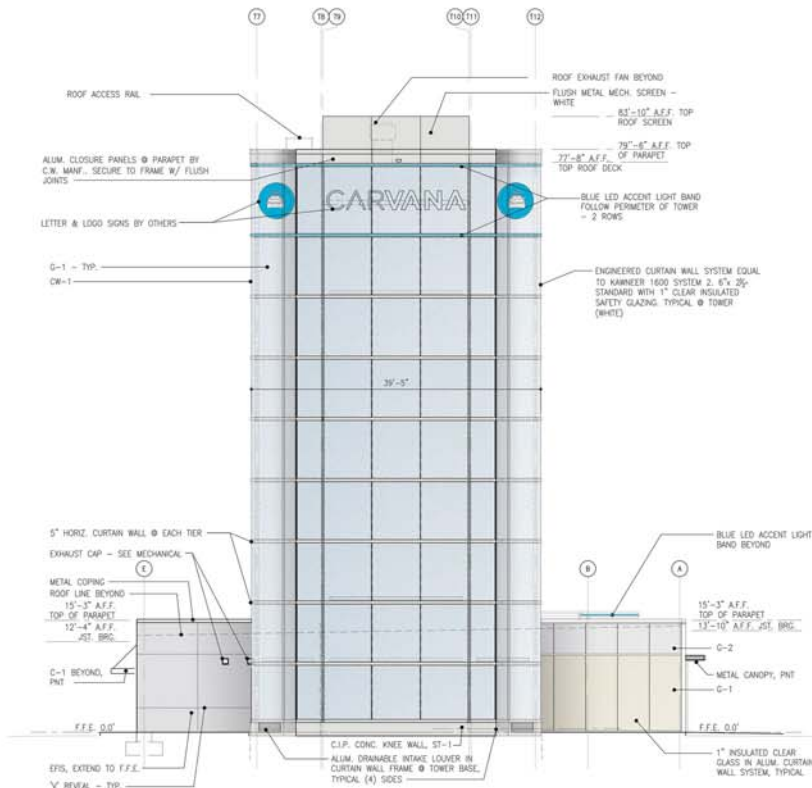 T7
T8
T9
T10
T11
T12
ROOF EXHAUST FAN BEYOND
FLUSH METAL MECH. SCREEN –
WHITE
ROOF ACCESS RAIL
83'-10" A.F.F. TOP
ROOF SCREEN
79'-6" A.F.F. TOP
OF PARAPET
77'-8" A.F.F.
TOP ROOF DECK
ALUM. CLOSURE PANELS @ PARAPET BY
C.W. MANF.. SECURE TO FRAME W/ FLUSH
JOINTS
CARVANA
BLUE LED ACCENT LIGHT BAND
FOLLOW PERIMETER OF TOWER
– 2 ROWS
LETTER & LOGO SIGNS BY OTHERS
G-1 – TYP.
CW-1
ENGINEERED CURTAIN WALL SYSTEM EQUAL
TO KAWNEER 1600 SYSTEM 2. 6"x
STANDARD WITH 1" CLEAR INSULATED
SAFETY GLAZING. TYPICAL @ TOWER
(WHITE)
39'-5"
5" HORIZ. CURTAIN WALL @ EACH TIER
EXHAUST CAP – SEE MECHANICAL
BLUE LED ACCENT LIGHT
BAND BEYOND
E
B
A
METAL COPING
ROOF LINE BEYOND
15'-3" A.F.F.
TOP OF PARAPET
12'-4" A.F.F.
JST. BRG.
15'-3" A.F.F.
TOP OF PARAPET
13'-10" A.F.F. JST. BRG.
G-2
C-1 BEYOND,
PNT
METAL CANOPY, PNT
G-1
F.F.E. 0.0'
F.F.E. 0.0'
C.I.P. CONC. KNEE WALL, ST-1
ALUM. DRAINABLE INTAKE LOUVER IN
CURTAIN WALL FRAME @ TOWER BASE,
TYPICAL (4) SIDES
1" INSULATED CLEAR
GLASS IN ALUM. CURTAIN
WALL SYSTEM, TYPICAL
EFIS, EXTEND TO F.F.E.
'V' REVEAL – TYP.